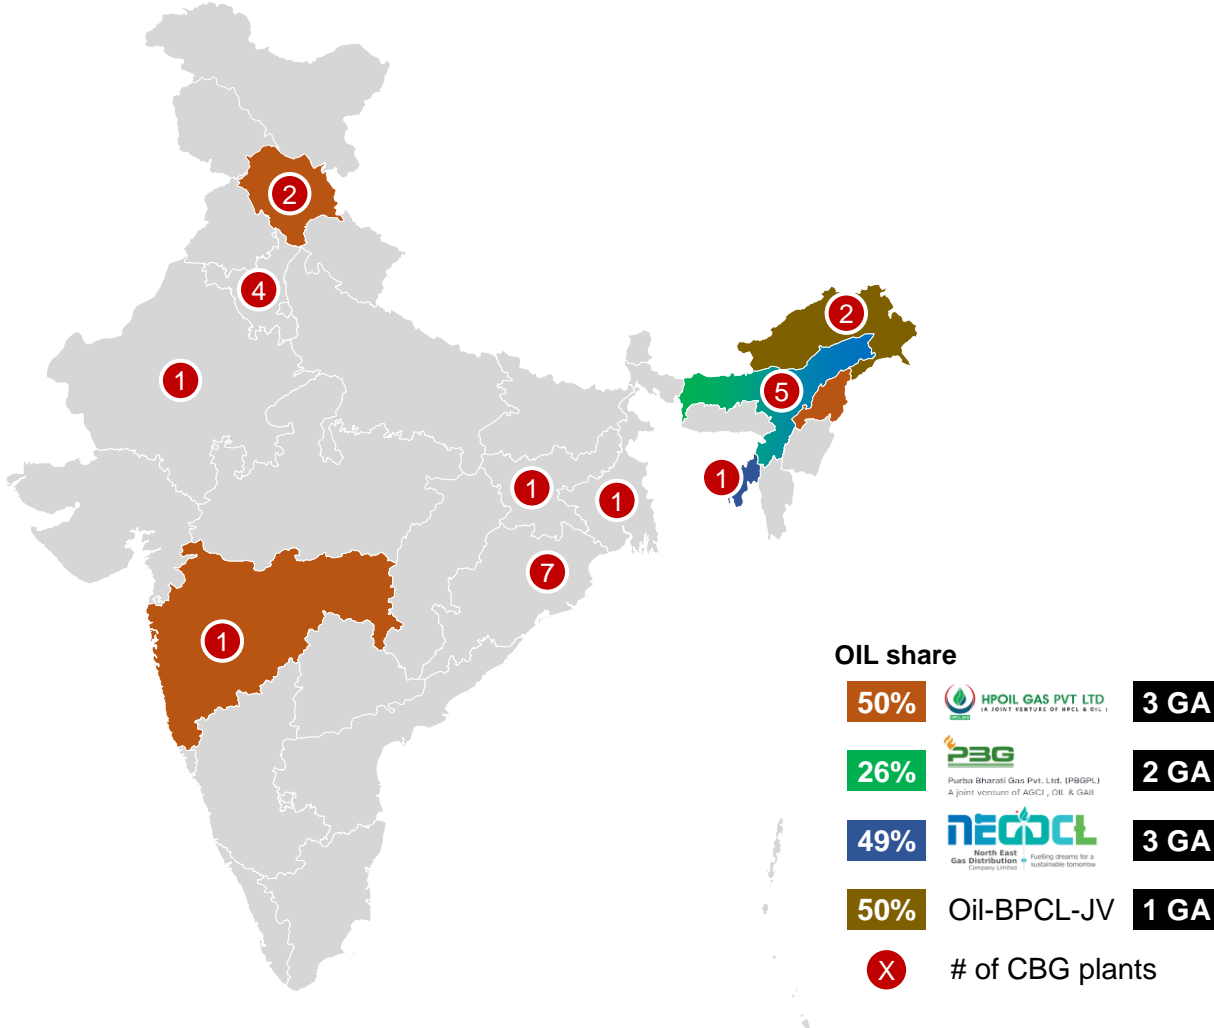 2
4
1
2
5
1
1
1
7
1
OIL share
50%
HPOIL GAS PVT LTD
(A JOINT VENTURE OF HPCL & OIL)
3 GA
26%
PBG
Purba Bharati Gas Pvt. Ltd. (PBGPL)
A joint venture of AGCL, OIL & GAIL
2 GA
49%
NEGDCL
North East
Gas Distribution
Company Limited
Fuelling dreams for a
sustainable tomorrow
3 GA
50%
Oil-BPCL-JV
1 GA
X
# of CBG plants